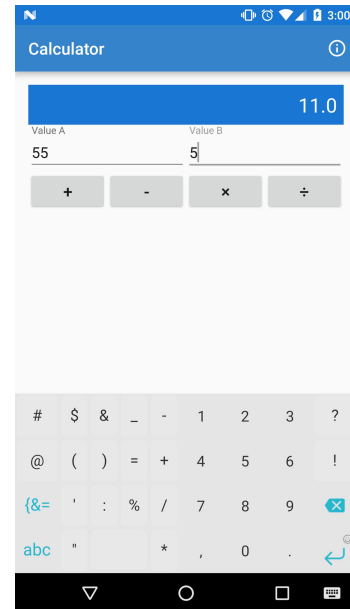 3:00
Calculator
11.0
Value A Value B
55 5
+ - × ÷
# $ & _ - 1 2 3 ?
@ ( ) = + 4 5 6 !
{&= ' : % / 7 8 9
abc " * , 0 .